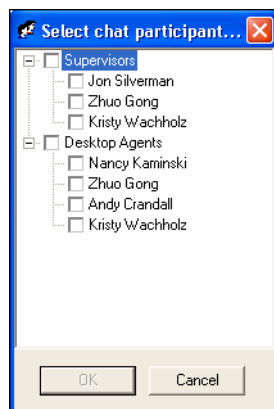 Select chat participant...
Supervisors
Jon Silverman
Zhuo Gong
Kristy Wachholz
Desktop Agents
Nancy Kaminski
Zhuo Gong
Andy Crandall
Kristy Wachholz
OK Cancel